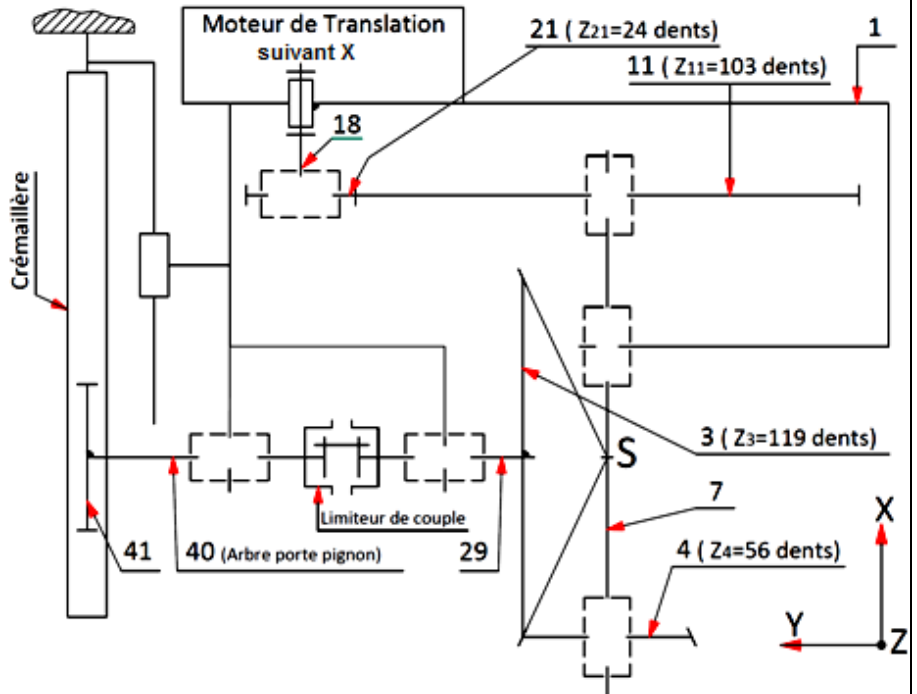 Moteur de Translation
suivant X
21 ( Z21=24 dents)
1
11 ( Z11=103 dents)
18
Crémaillère
3 ( Z3=119 dents)
S
Limiteur de couple
7
X
41
40 (Arbre porte pignon)
29
4 ( Z4=56 dents)
Y
Z